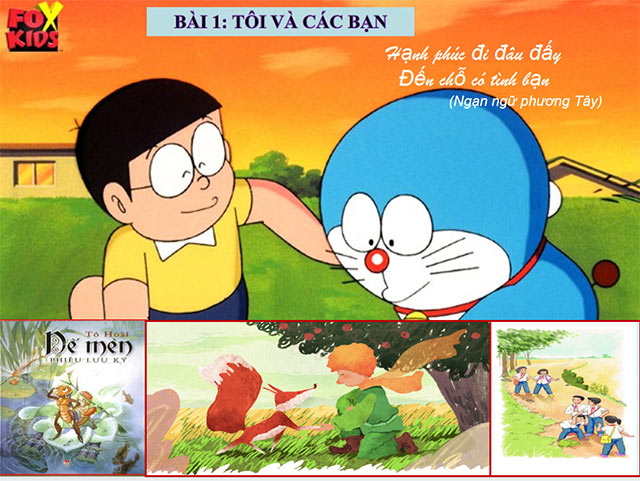 FOX
KIDS
BÀI 1: TÔI VÀ CÁC BẠN
Hạnh phúc đi đâu đấy
Đến chỗ có tình bạn
(Ngạn ngữ phương Tây)
Tô Hoài
Dế mèn
PHIÊU LƯU KÝ